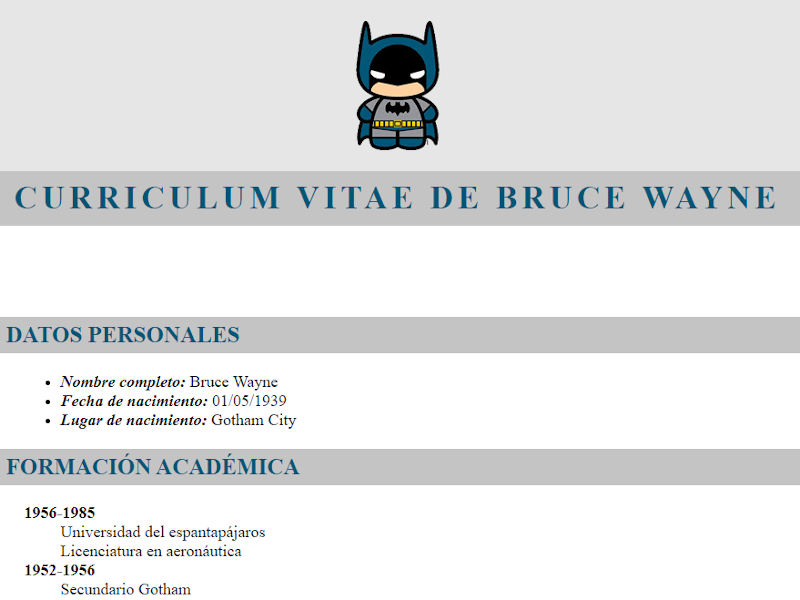 CURRICULUM VITAE DE BRUCE WAYNE
DATOS PERSONALES
Nombre completo: Bruce Wayne
Fecha de nacimiento: 01/05/1939
Lugar de nacimiento: Gotham City
FORMACIÓN ACADÉMICA
1956-1985
Universidad del espantapájaros
Licenciatura en aeronáutica
1952-1956
Secundario Gotham